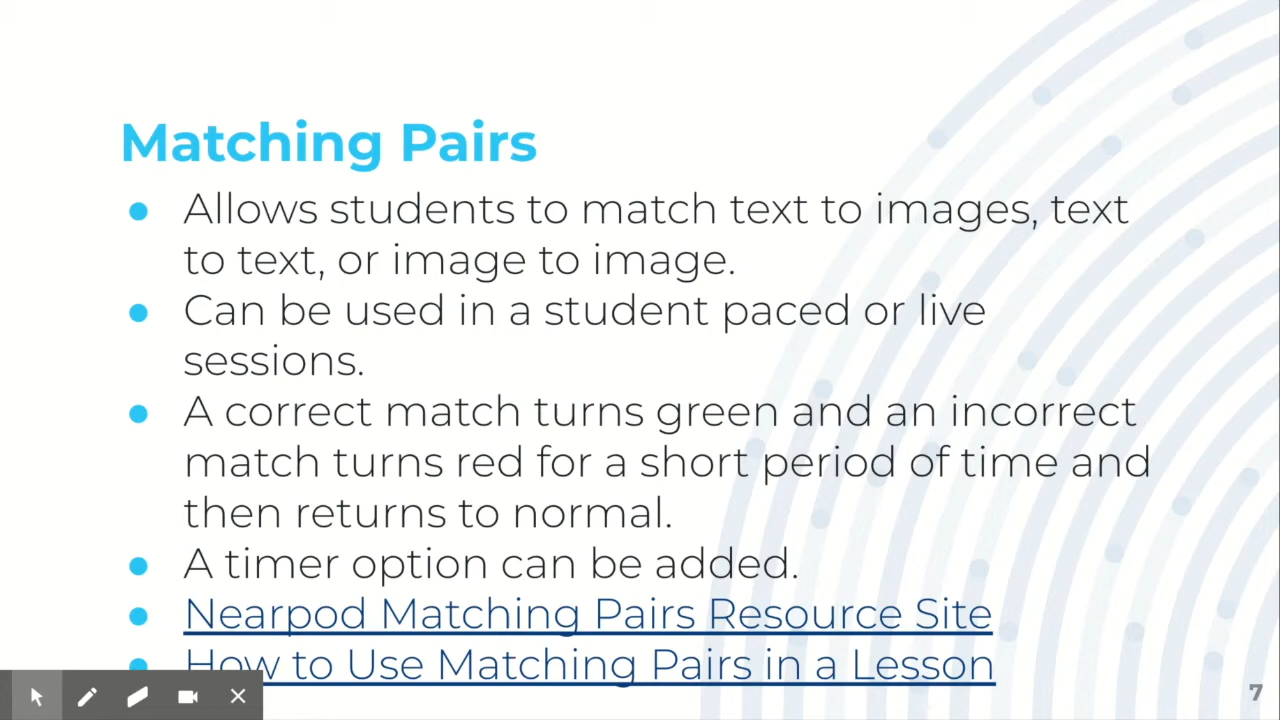 Matching Pairs
● Allows students to match text to images, text
to text, or image to image.
● Can be used in a student paced or live
sessions.
● A correct match turns green and an incorrect
match turns red for a short period of time and
then returns to normal.
● A timer option can be added.
● Nearpod Matching Pairs Resource Site
● How to Use Matching Pairs in a Lesson
7